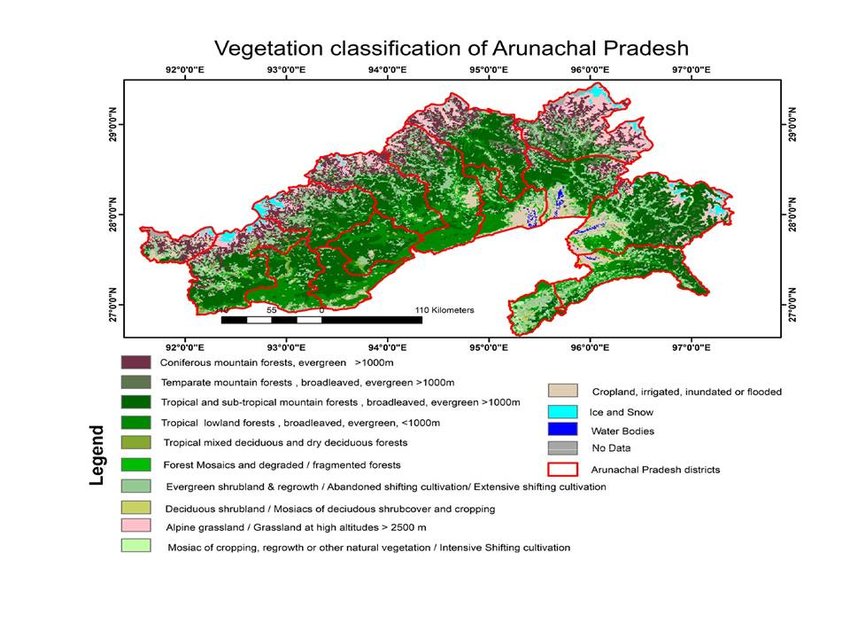 Vegetation classification of Arunachal Pradesh
92°0'0"E 93°0'0"E 94°0'0"E 95°0'0"E 96°0'0"E 97°0'0"E
29°0'0"N 29°0'0"N
28°0'0"N 28°0'0"N
27°0'0"N 27°0'0"N
55 0 110 Kilometers
92°0'0"E 93°0'0"E 94°0'0"E 95°0'0"E 96°0'0"E 97°0'0"E
Legend
Coniferous mountain forests, evergreen >1000m
Temparate mountain forests , broadleaved, evergreen >1000m
Tropical and sub-tropical mountain forests , broadleaved, evergreen >1000m
Tropical lowland forests , broadleaved, evergreen, <1000m
Tropical mixed deciduous and dry deciduous forests
Forest Mosaics and degraded / fragmented forests
Evergreen shrubland & regrowth / Abandoned shifting cultivation/ Extensive shifting cultivation
Deciduous shrubland / Mosiacs of deciudous shrubcover and cropping
Alpine grassland / Grassland at high altitudes > 2500 m
Mosiac of cropping, regrowth or other natural vegetation / Intensive Shifting cultivation
Cropland, irrigated, inundated or flooded
Ice and Snow
Water Bodies
No Data
Arunachal Pradesh districts